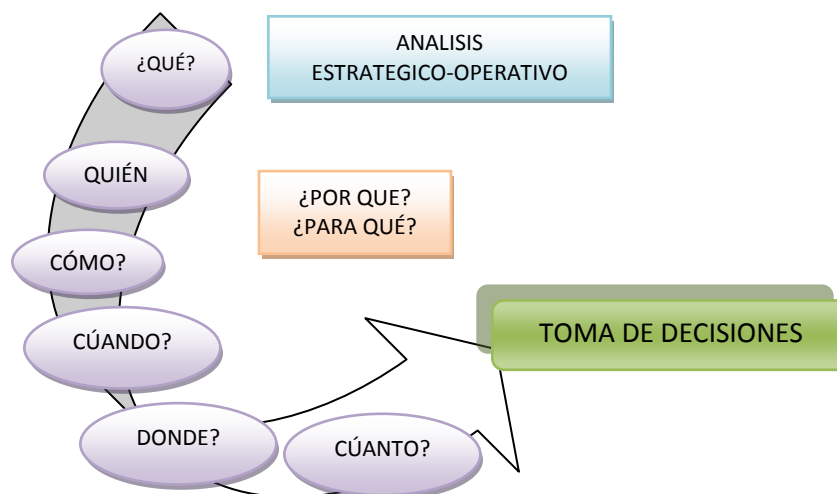 ¿QUÉ?
ANALISIS
ESTRATEGICO-OPERATIVO
QUIÉN
¿POR QUE?
¿PARA QUÉ?
CÓMO?
CÚANDO?
TOMA DE DECISIONES
DONDE?
CÚANTO?